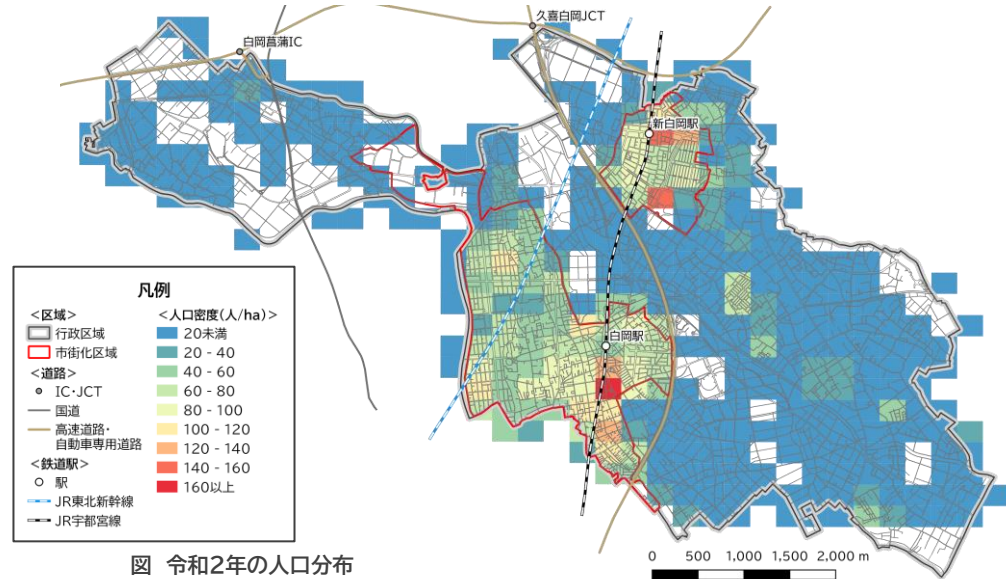 久喜白岡JCT
白岡菖蒲IC
新白岡駅
白岡駅
凡例
<区域>
行政区域
市街化区域
<道路>
IC・JCT
国道
高速道路・
自動車専用道路
<鉄道駅>
駅
JR東北新幹線
JR宇都宮線
<人口密度(人/ha)>
20未満
20 - 40
40 - 60
60 - 80
80 - 100
100 - 120
120 - 140
140 - 160
160以上
0 500 1,000 1,500 2,000 m
図 令和2年の人口分布